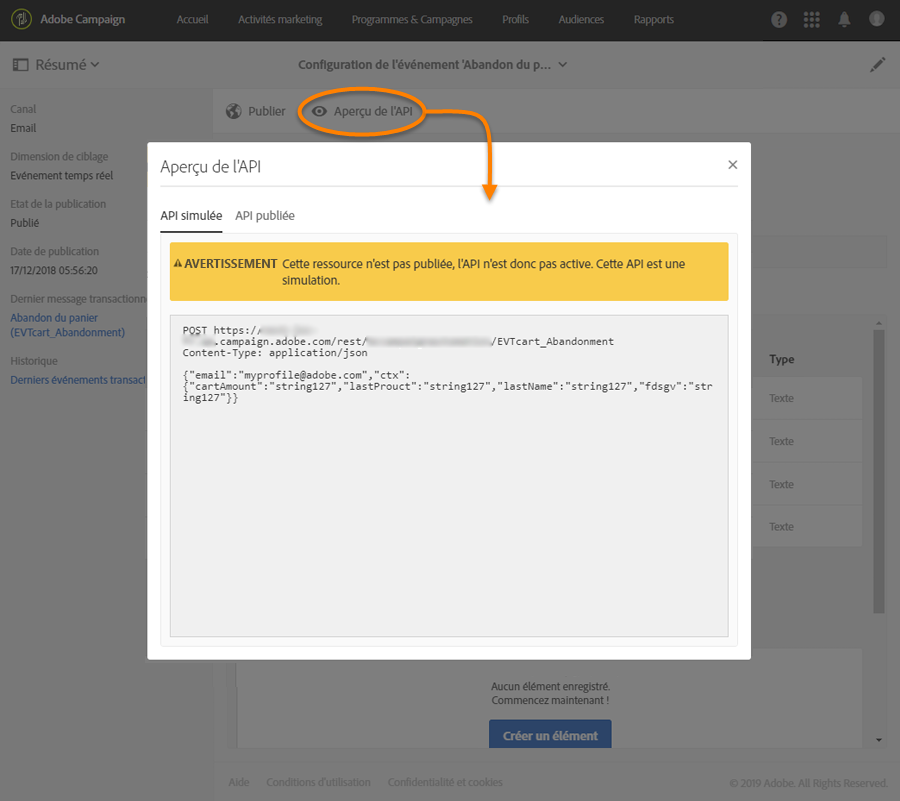 Adobe Campaign
Accueil
Activités marketing
Programmes & Campagnes
Profils
Audiences
Rapports
Résumé
Configuration de l'événement 'Abandon du p...
Canal
Email
Dimension de ciblage
Evénement temps réel
Etat de la publication
Publié
Date de publication
17/12/2018 05:56:20
Dernier message transactionn
Abandon du panier
(EVTcart_Abandonment)
Historique
Derniers événements transact
Publier
Aperçu de l'API
Aperçu de l'API
API simulée
API publiée
AVERTISSEMENT Cette ressource n'est pas publiée, l'API n'est donc pas active. Cette API est une
simulation.
POST https://
.campaign.adobe.com/rest/ /EVTcart_Abandonment
Content-Type: application/json
{"email":"myprofile@adobe.com","ctx":
{"cartAmount":"string127","lastProuct":"string127","lastName":"string127","fdsgv":"str
ing127"}}
Type
Texte
Texte
Texte
Texte
Aucun élément enregistré.
Commencez maintenant !
Créer un élément
Aide
Conditions d'utilisation
Confidentialité et cookies
© 2019 Adobe. All Rights Reserved.